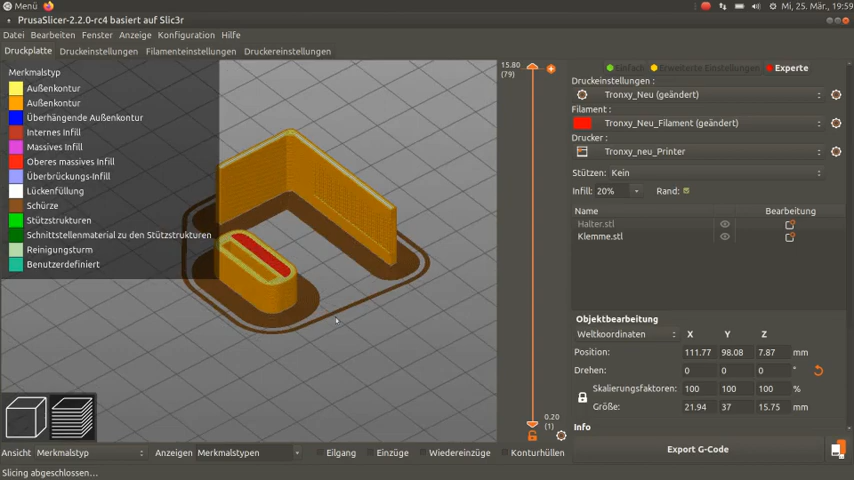 Menü
Mi, 25. Mär., 19:59
PrusaSlicer-2.2.0-rc4 basiert auf Slic3r
Datei Bearbeiten Fenster Anzeige Konfiguration Hilfe
Druckplatte Druckeinstellungen Filamenteinstellungen Druckereinstellungen
Merkmalstyp
Außenkontur
Außenkontur
Überhängende Außenkontur
Internes Infill
Massives Infill
Oberes massives Infill
Überbrückungs-Infill
Lückenfüllung
Schürze
Stützstrukturen
Schnittstellenmaterial zu den Stützstrukturen
Reinigungsturm
Benutzerdefiniert
15.80
(79)
0.20
(1)
Einfach Erweiterte Einstellungen Experte
Druckeinstellungen :
Tronxy_Neu (geändert)
Filament :
Tronxy_Neu_Filament (geändert)
Drucker :
Tronxy_neu_Printer
Stützen: Kein
Infill: 20% Rand:
Name Bearbeitung
Halter.stl
Klemme.stl
Objektbearbeitung
Weltkoordinaten X Y Z
Position: 111.77 98.08 7.87 mm
Drehen: 0 0 0 °
Skalierungsfaktoren: 100 100 100 %
Größe: 21.94 37 15.75 mm
Info
Export G-Code
Ansicht Merkmalstyp Anzeigen Merkmalstypen Eilgang Einzüge Wiedereinzüge Konturhüllen
Slicing abgeschlossen...